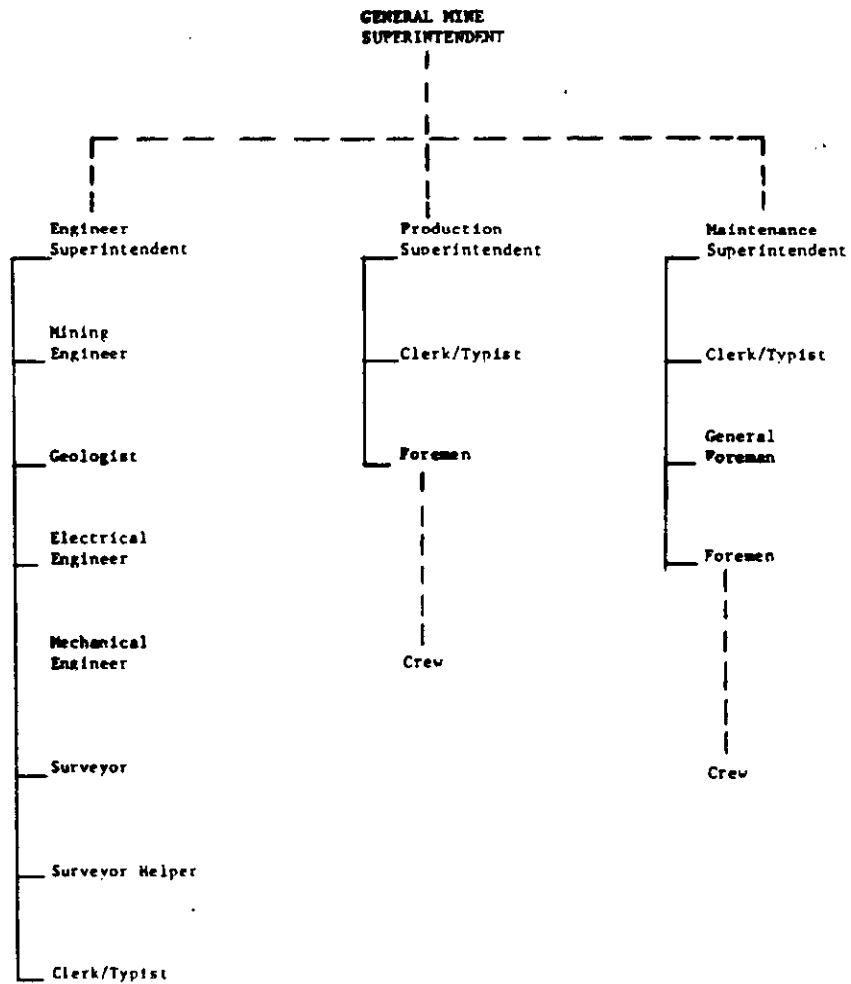 GENERAL MINE
SUPERINTENDENT
Engineer
Superintendent
Mining
Engineer
Geologist
Electrical
Engineer
Mechanical
Engineer
Surveyor
Surveyor Helper
Clerk/Typist
Production
Superintendent
Clerk/Typist
Foremen
Crew
Maintenance
Superintendent
Clerk/Typist
General
Foreman
Foremen
Crew